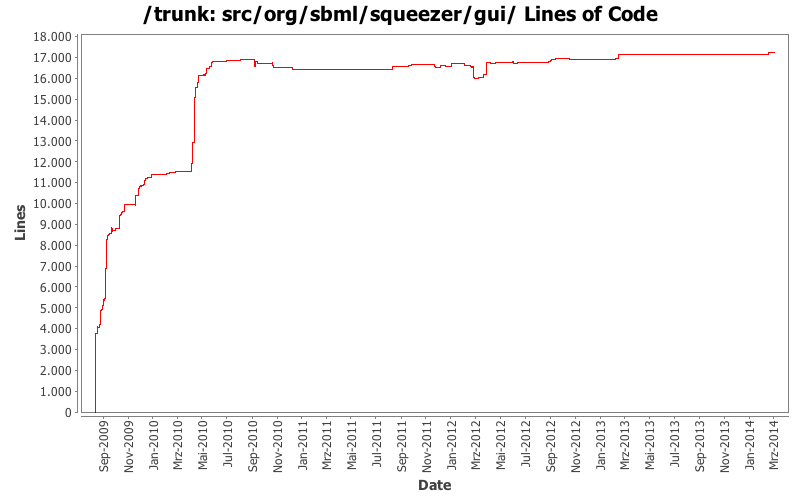 /trunk: src/org/sbml/squeezer/gui/ Lines of Code
18.000
17.000
16.000
15.000
14.000
13.000
12.000
11.000
10.000
9.000
8.000
7.000
6.000
5.000
4.000
3.000
2.000
1.000
0
Lines
Sep-2009
Nov-2009
Jan-2010
Mrz-2010
Mai-2010
Jul-2010
Sep-2010
Nov-2010
Jan-2011
Mrz-2011
Mai-2011
Jul-2011
Sep-2011
Nov-2011
Jan-2012
Mrz-2012
Mai-2012
Jul-2012
Sep-2012
Nov-2012
Jan-2013
Mrz-2013
Mai-2013
Jul-2013
Sep-2013
Nov-2013
Jan-2014
Mrz-2014
Date